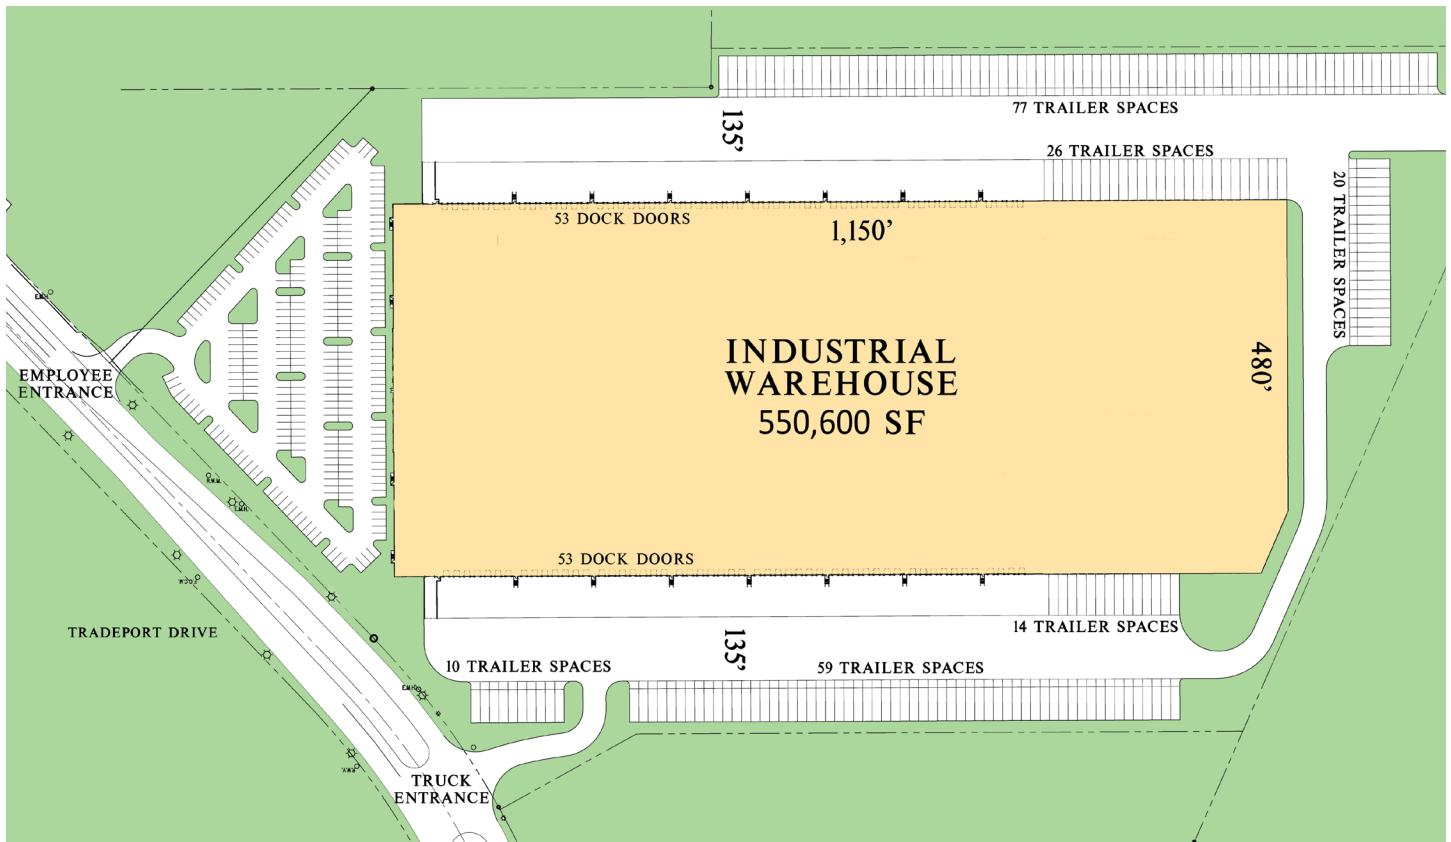 77 TRAILER SPACES
135'
26 TRAILER SPACES
20 TRAILER SPACES
53 DOCK DOORS
1,150'
E.M.H.
INDUSTRIAL
WAREHOUSE
550,600 SF
480'
EMPLOYEE
ENTRANCE
E.M.H.
53 DOCK DOORS
TRADEPORT DRIVE
14 TRAILER SPACES
135'
10 TRAILER SPACES
59 TRAILER SPACES
E.M.H.
TRUCK
ENTRANCE